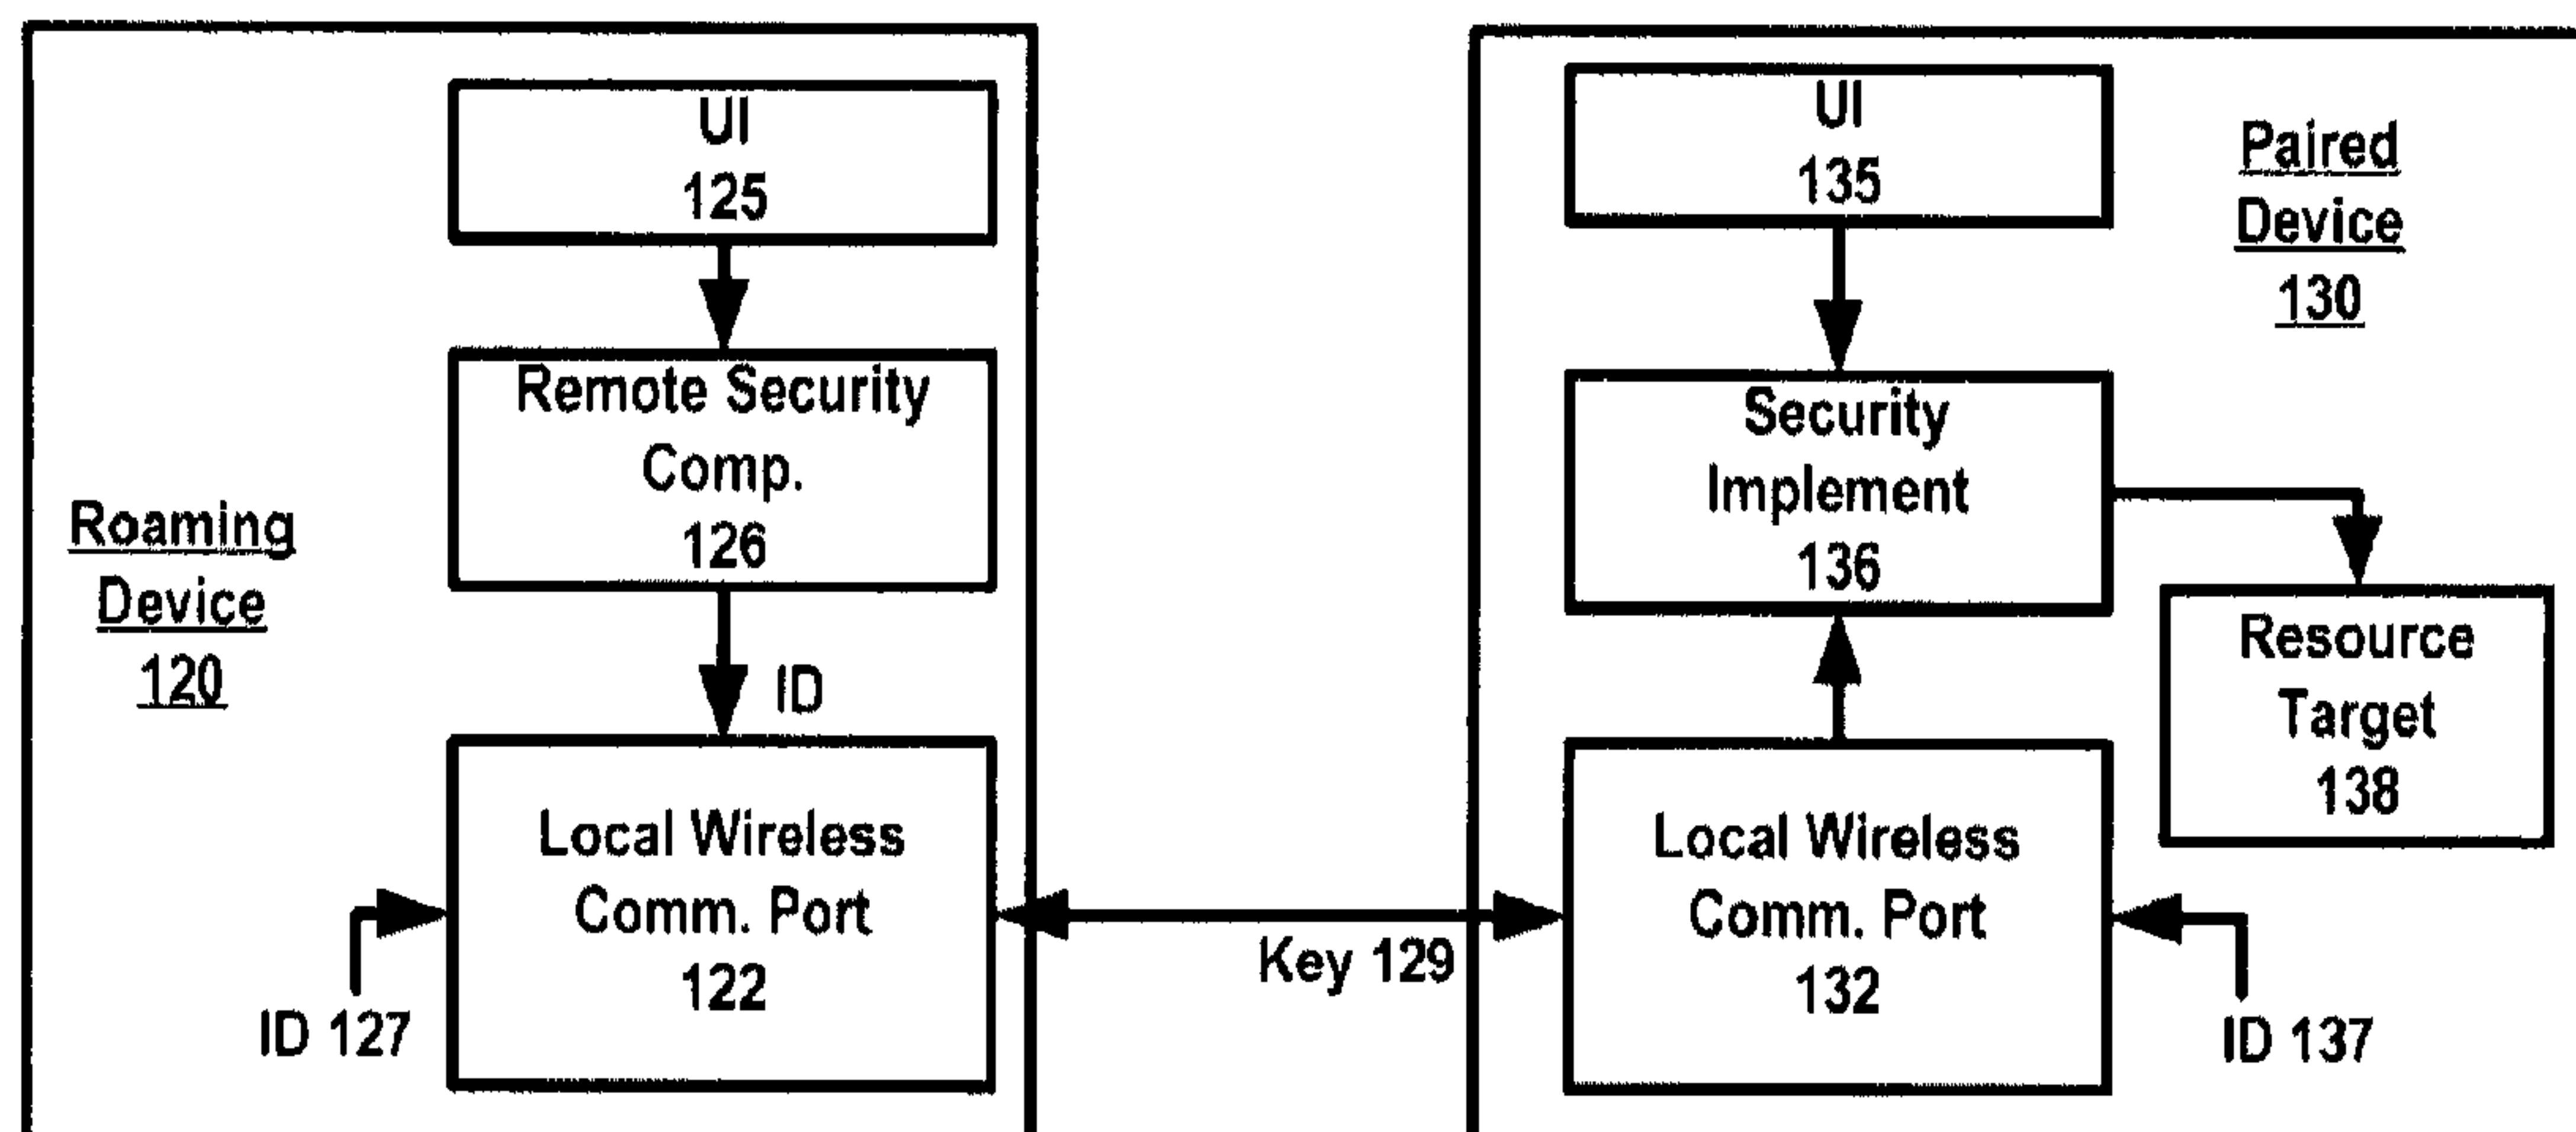 UI
125
Remote Security
Comp.
126
Roaming
Device
120
ID
Local Wireless
Comm. Port
122
ID 127
Key 129
UI
135
Paired
Device
130
Security
Implement
136
Resource
Target
138
Local Wireless
Comm. Port
132
ID 137